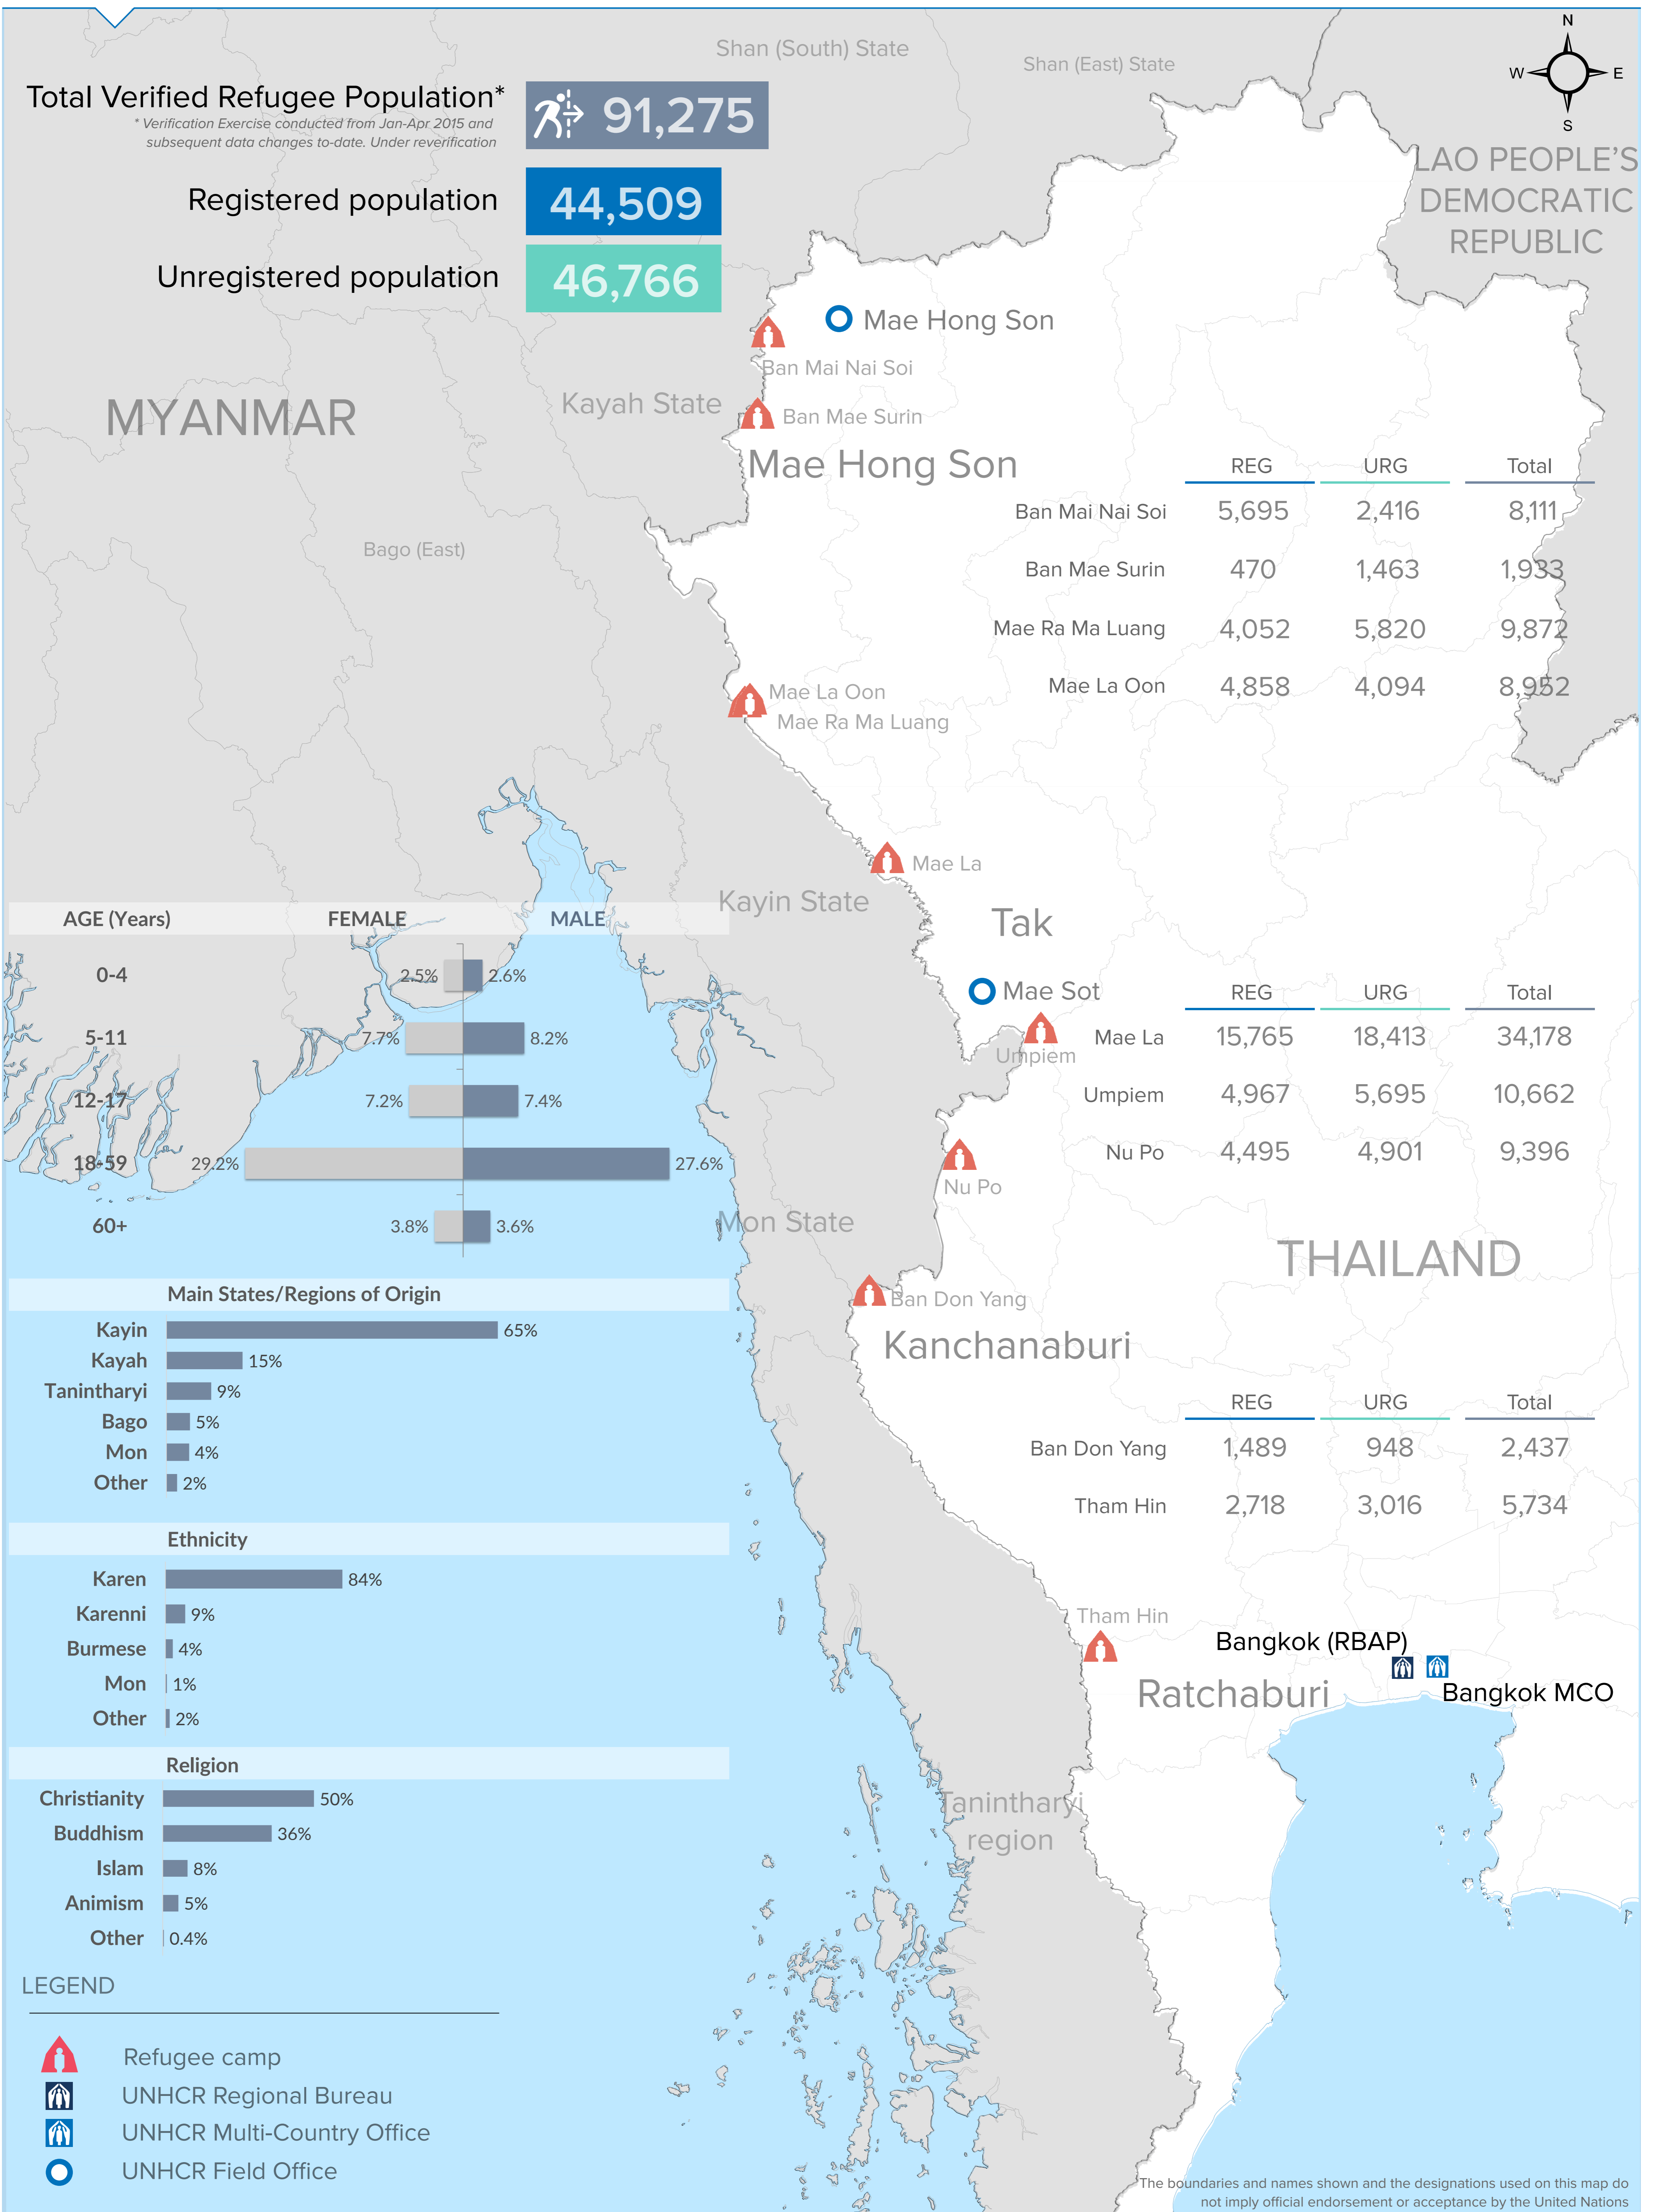 Total Verified Refugee Population*
* Verification Exercise conducted from Jan-Apr 2015 and
subsequent data changes to-date. Under reverification
91,275
Registered population 44,509
Unregistered population 46,766
Shan (South) State
Shan (East) State
N
W E
S
LAO PEOPLE'S
DEMOCRATIC
REPUBLIC
Mae Hong Son
Ban Mai Nai Soi
MYANMAR
Kayah State
Ban Mae Surin
Mae Hong Son
Bago (East)
REG URG Total
Ban Mai Nai Soi 5,695 2,416 8,111
Ban Mae Surin 470 1,463 1,933
Mae Ra Ma Luang 4,052 5,820 9,872
Mae La Oon 4,858 4,094 8,952
Mae La Oon
Mae Ra Ma Luang
Mae La
Kayin State
Tak
Mae Sot
Umpiem
REG URG Total
Mae La 15,765 18,413 34,178
Umpiem 4,967 5,695 10,662
Nu Po 4,495 4,901 9,396
Nu Po
Mon State
THAILAND
Ban Don Yang
Kanchanaburi
REG URG Total
Ban Don Yang 1,489 948 2,437
Tham Hin 2,718 3,016 5,734
Tham Hin
Bangkok (RBAP)
Ratchaburi
Bangkok MCO
Tanintharyi
region
AGE (Years) FEMALE MALE
0-4 2.5% 2.6%
5-11 7.7% 8.2%
12-17 7.2% 7.4%
18-59 29.2% 27.6%
60+ 3.8% 3.6%
Main States/Regions of Origin
Kayin 65%
Kayah 15%
Tanintharyi 9%
Bago 5%
Mon 4%
Other 2%
Ethnicity
Karen 84%
Karenni 9%
Burmese 4%
Mon 1%
Other 2%
Religion
Christianity 50%
Buddhism 36%
Islam 8%
Animism 5%
Other 0.4%
LEGEND
Refugee camp
UNHCR Regional Bureau
UNHCR Multi-Country Office
UNHCR Field Office
The boundaries and names shown and the designations used on this map do
not imply official endorsement or acceptance by the United Nations